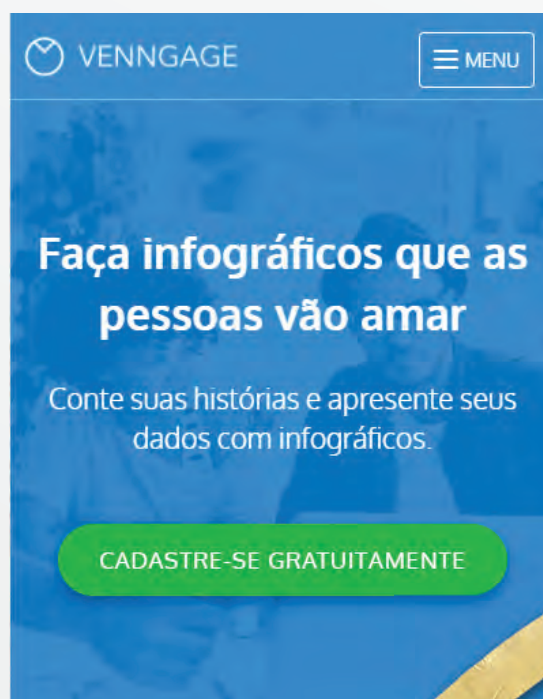 VENNGAGE
MENU
Faça infográficos que as
pessoas vão amar
Conte suas histórias e apresente seus
dados com infográficos.
CADASTRE-SE GRATUITAMENTE